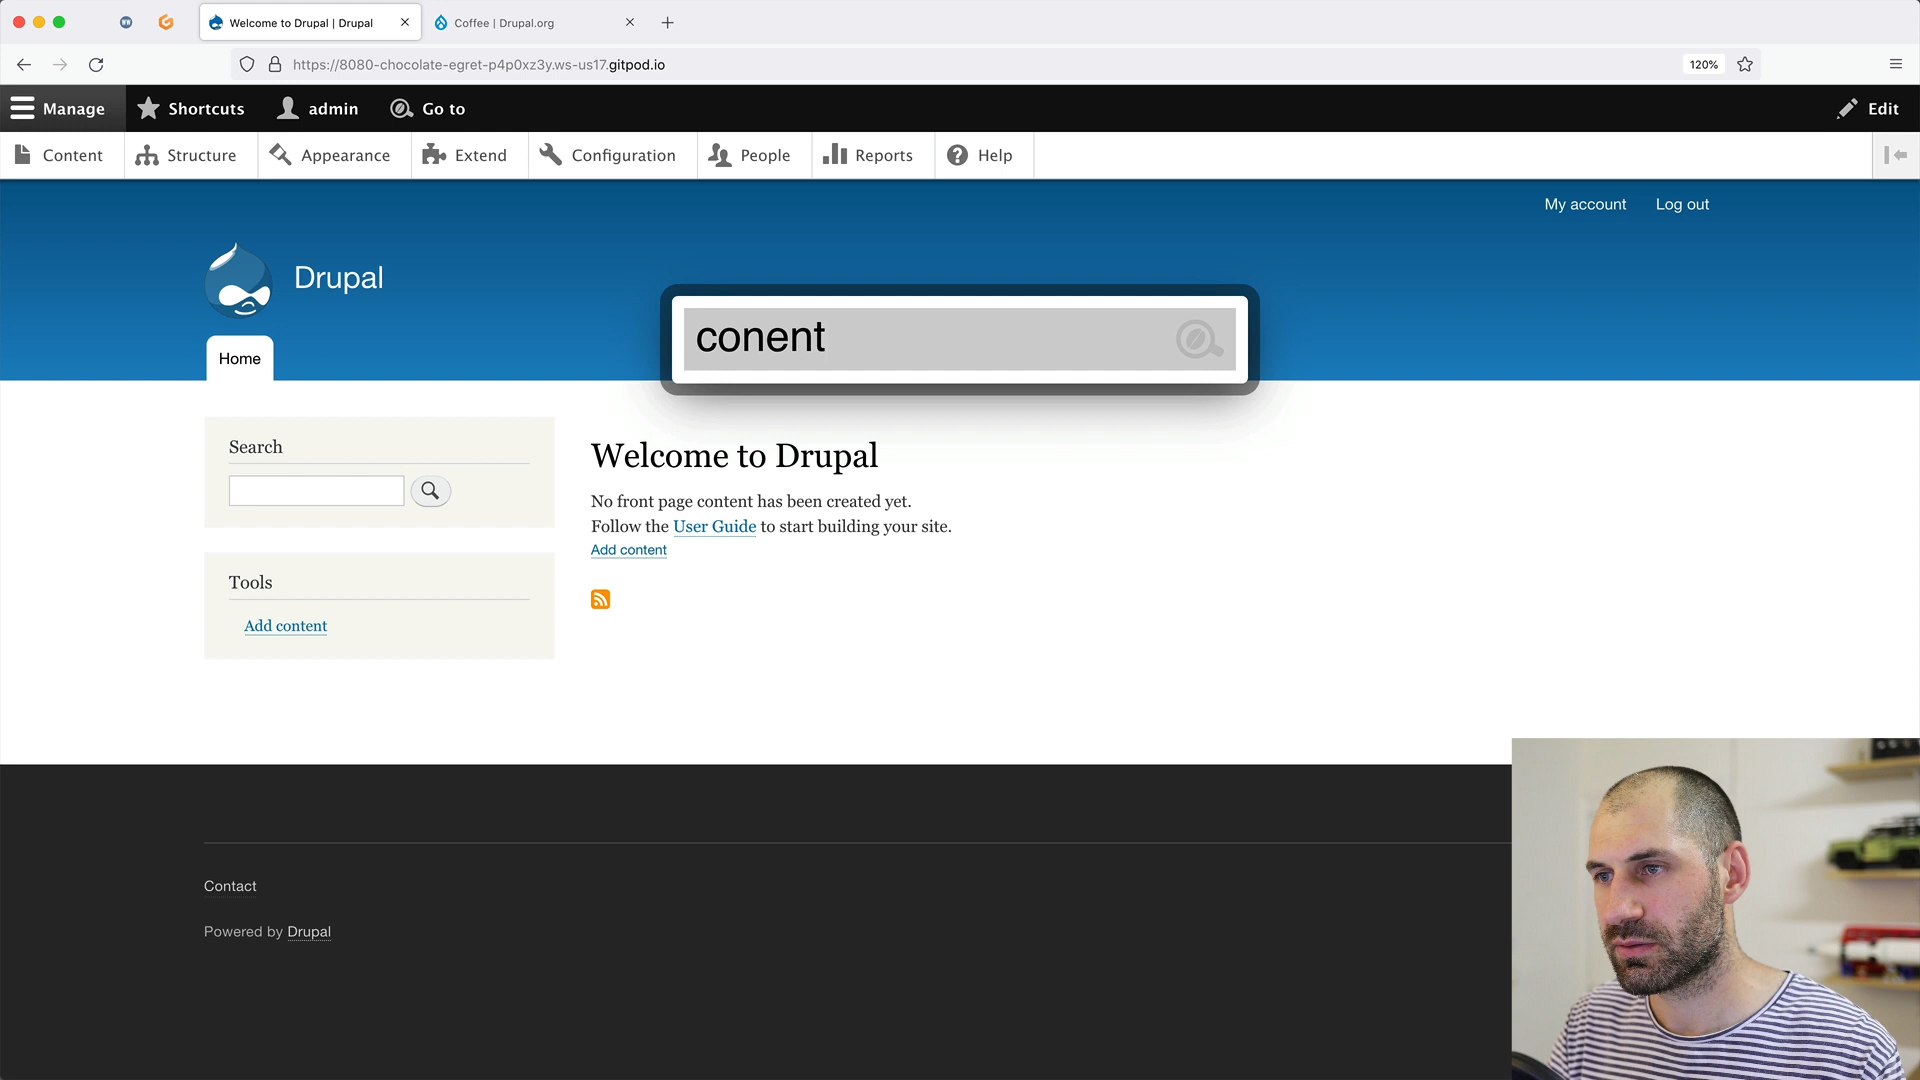 Welcome to Drupal | Drupal
Coffee | Drupal.org
https://8080-chocolate-egret-p4p0xz3y.ws-us17.gitpod.io
120%
Manage
Shortcuts
admin
Go to
Edit
Content
Structure
Appearance
Extend
Configuration
People
Reports
Help
My account
Log out
Drupal
conent
Home
Search
Welcome to Drupal
No front page content has been created yet.
Follow the User Guide to start building your site.
Add content
Tools
Add content
Contact
Powered by Drupal